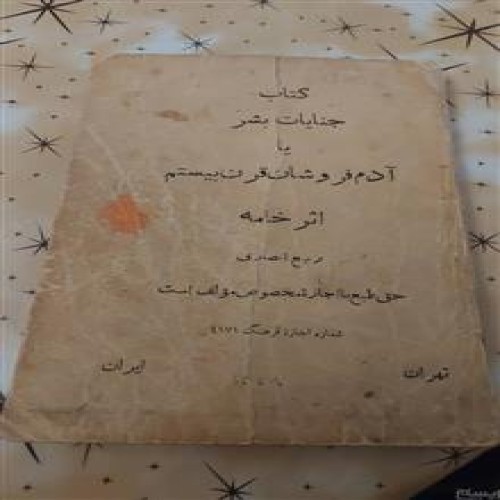 کتاب
جنایات بشر
یا
آدم فروشان قرن بیستم
اثر خامه
ربیع انصاری
حق طبع با اجازه مخصوص مؤلف است
شماره اجازه فرهنگ ٤١٧١
تهران ایران